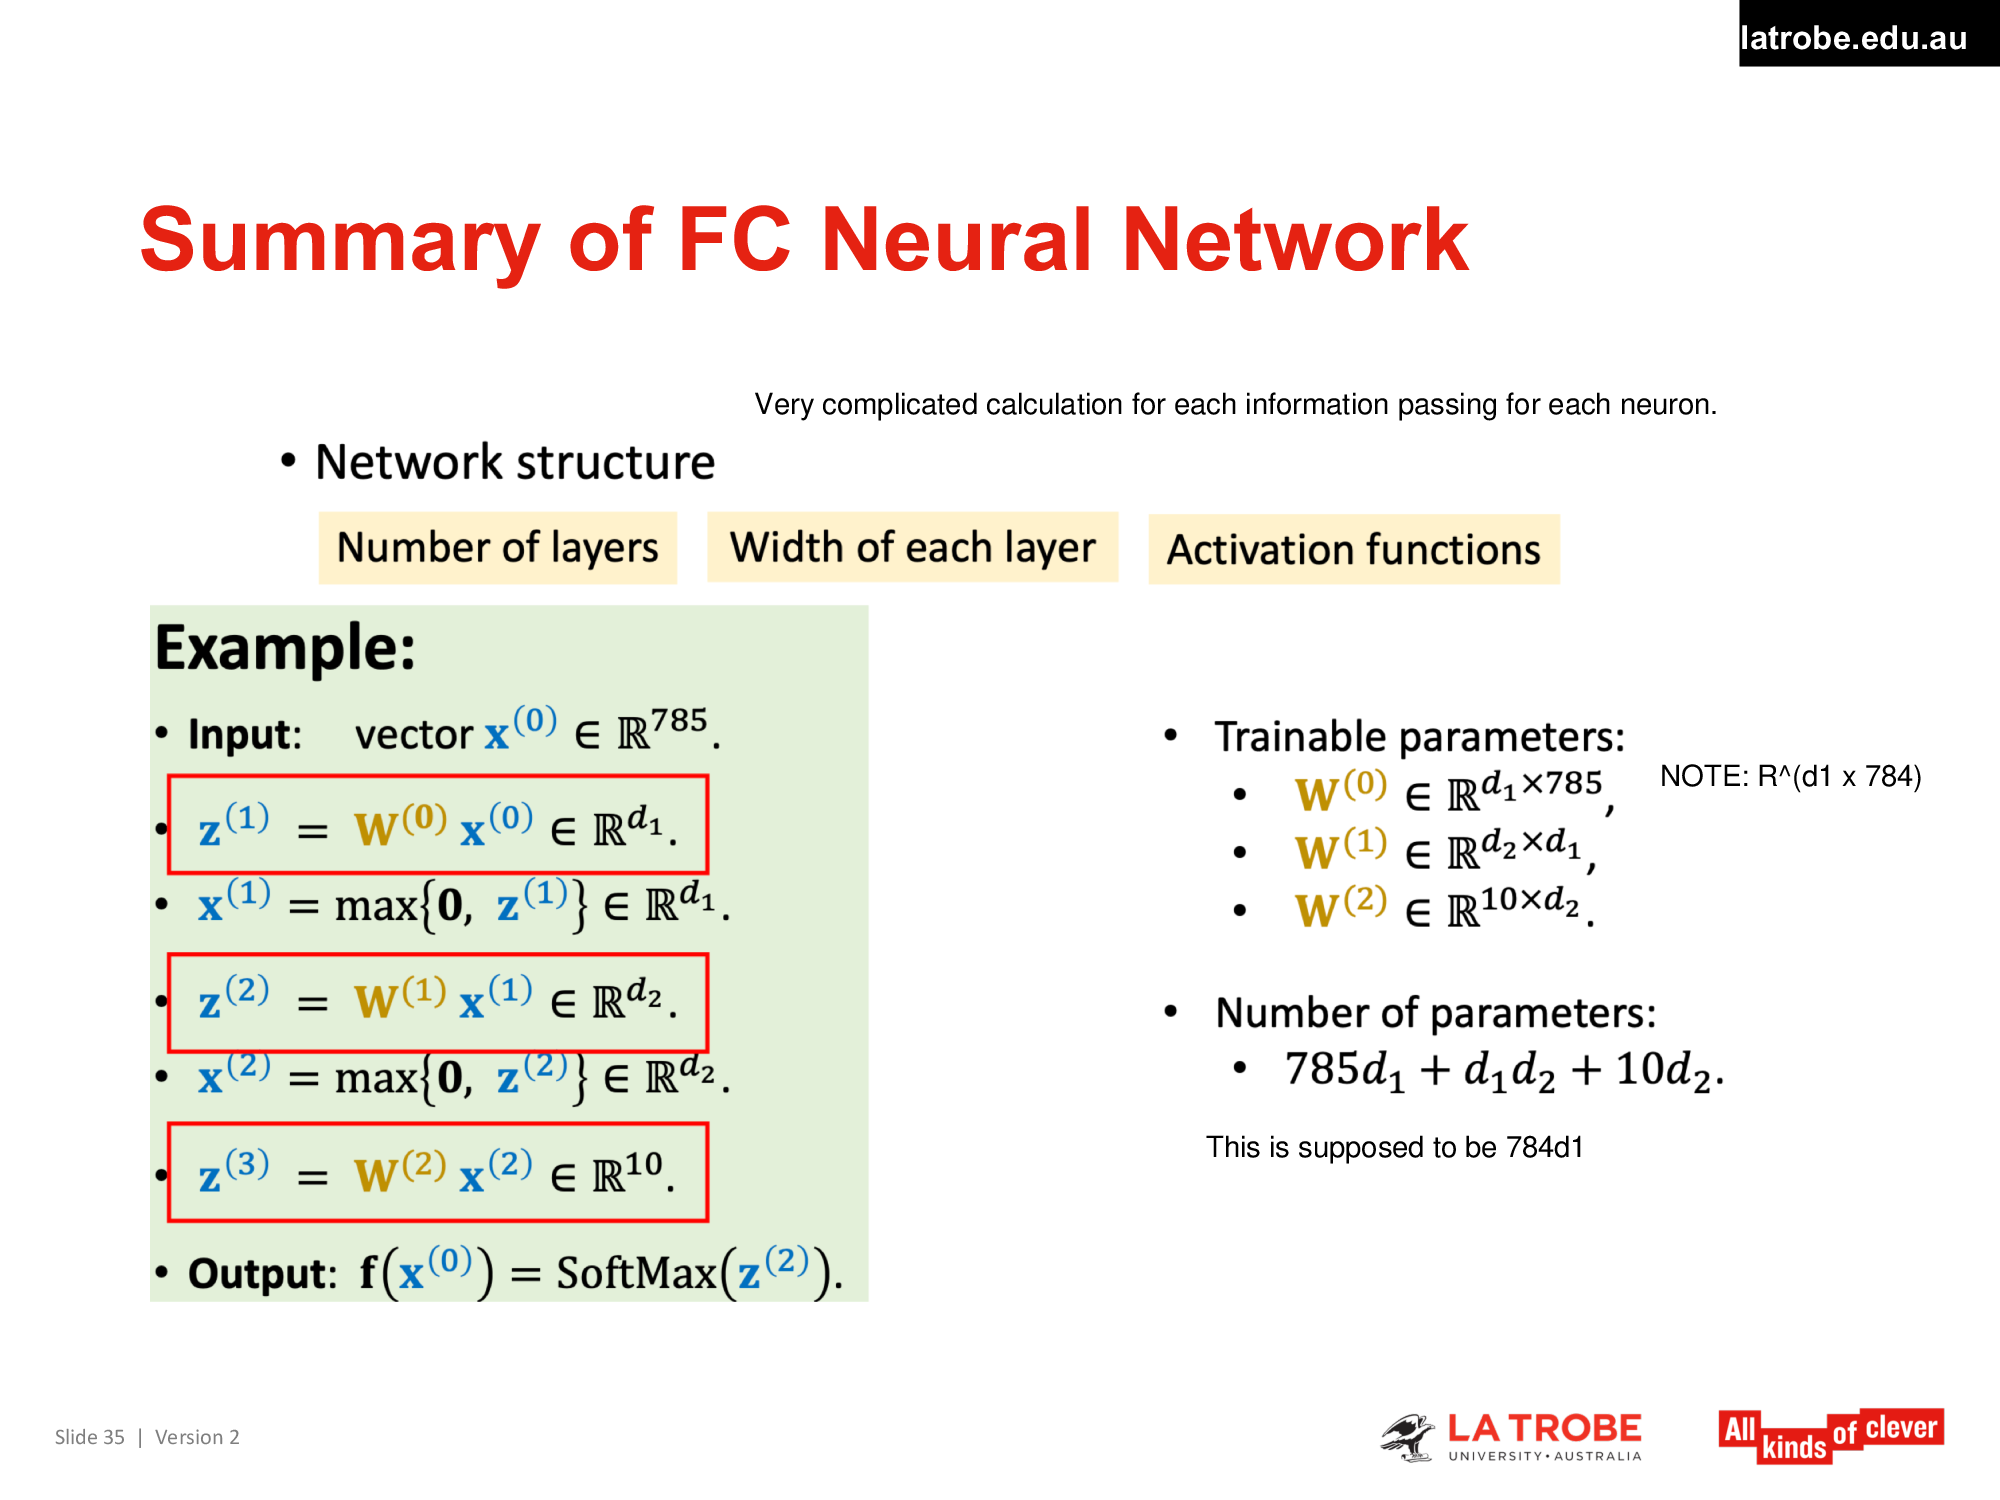 latrobe.edu.au
Summary of FC Neural Network
Very complicated calculation for each information passing for each neuron.
• Network structure
Number of layers
Width of each layer
Activation functions
Example:
• Input: vector x⁽⁰⁾ ∈ ℝ⁷⁸⁵.
• z⁽¹⁾ = W⁽⁰⁾ x⁽⁰⁾ ∈ ℝ^{d₁}.
• x⁽¹⁾ = max{0, z⁽¹⁾} ∈ ℝ^{d₁}.
• z⁽²⁾ = W⁽¹⁾ x⁽¹⁾ ∈ ℝ^{d₂}.
• x⁽²⁾ = max{0, z⁽²⁾} ∈ ℝ^{d₂}.
• z⁽³⁾ = W⁽²⁾ x⁽²⁾ ∈ ℝ¹⁰.
• Output: f(x⁽⁰⁾) = SoftMax(z⁽²⁾).
• Trainable parameters:
• W⁽⁰⁾ ∈ ℝ^{d₁×785},
NOTE: R^(d1 x 784)
• W⁽¹⁾ ∈ ℝ^{d₂×d₁},
• W⁽²⁾ ∈ ℝ^{10×d₂}.
• Number of parameters:
• 785d₁ + d₁d₂ + 10d₂.
This is supposed to be 784d1
Slide 35 | Version 2
LA TROBE
UNIVERSITY • AUSTRALIA
All kinds of clever